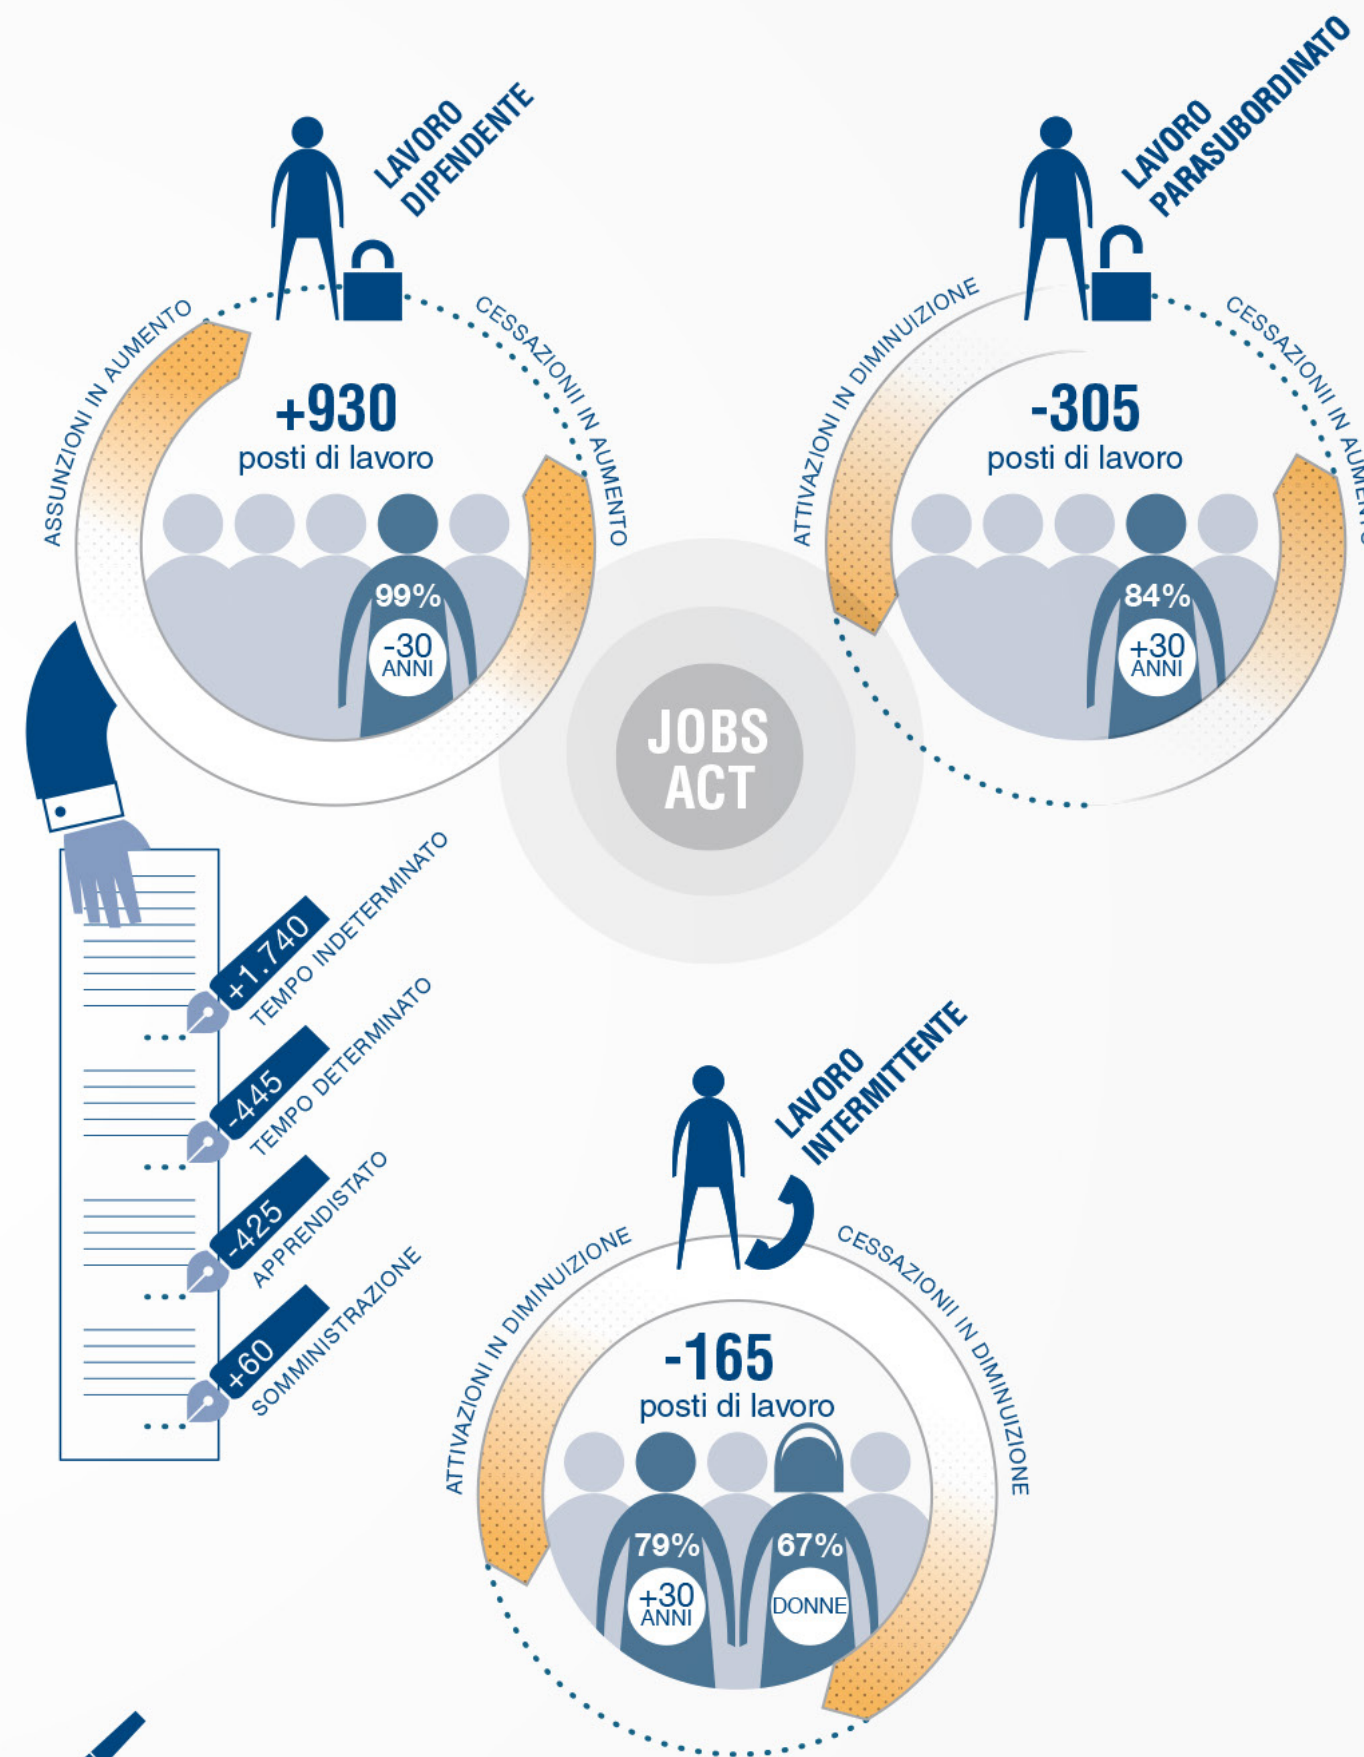 LAVORO
DIPENDENTE
ASSUNZIONI IN AUMENTO
CESSAZIONII IN AUMENTO
+930
posti di lavoro
99%
-30
ANNI
LAVORO
PARASUBORDINATO
ATTIVAZIONI IN DIMINUIZIONE
CESSAZIONII IN AUMENTO
-305
posti di lavoro
84%
+30
ANNI
JOBS
ACT
+1.740
TEMPO INDETERMINATO
-445
TEMPO DETERMINATO
-425
APPRENDISTATO
+60
SOMMINISTRAZIONE
LAVORO
INTERMITTENTE
ATTIVAZIONI IN DIMINUIZIONE
CESSAZIONII IN DIMINUIZIONE
-165
posti di lavoro
79%
+30
ANNI
67%
DONNE